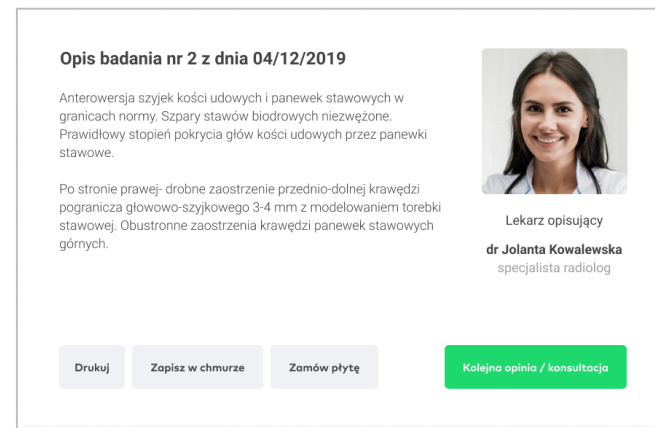 Opis badania nr 2 z dnia 04/12/2019
Anterowersja szyjek kości udowych i panewek stawowych w
granicach normy. Szpary stawów biodrowych niezwężone.
Prawidłowy stopień pokrycia głów kości udowych przez panewki
stawowe.
Po stronie prawej- drobne zaostrzenie przednio-dolnej krawędzi
pogranicza głowowo-szyjkowego 3-4 mm z modelowaniem torebki
stawowej. Obustronne zaostrzenia krawędzi panewek stawowych
górnych.
Lekarz opisujący
dr Jolanta Kowalewska
specjalista radiolog
Drukuj
Zapisz w chmurze
Zamów płytę
Kolejna opinia / konsultacja